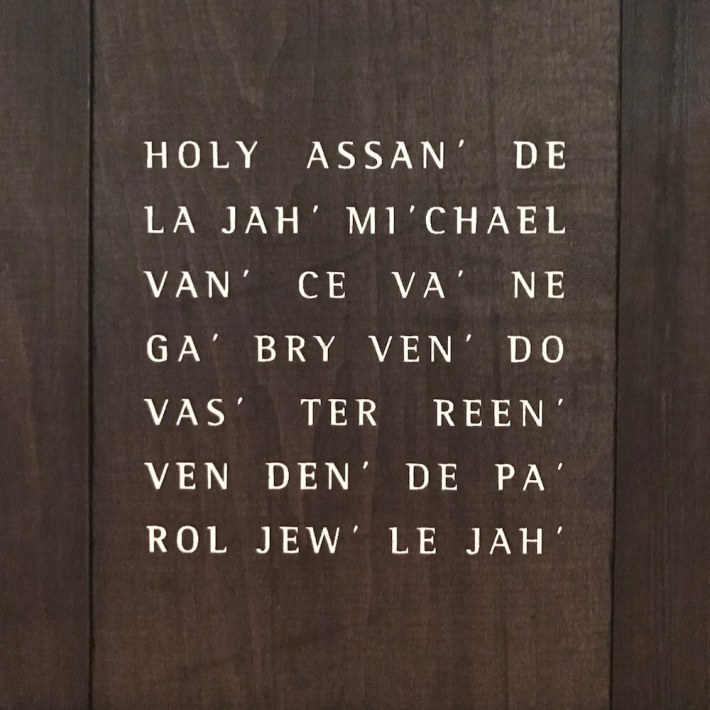 HOLY ASSAN′ DE
LA JAH′ MI′CHAEL
VAN′ CE VA′ NE
GA′ BRY VEN′ DO
VAS′ TER REEN′
VEN DEN′ DE PA′
ROL JEW′ LE JAH′